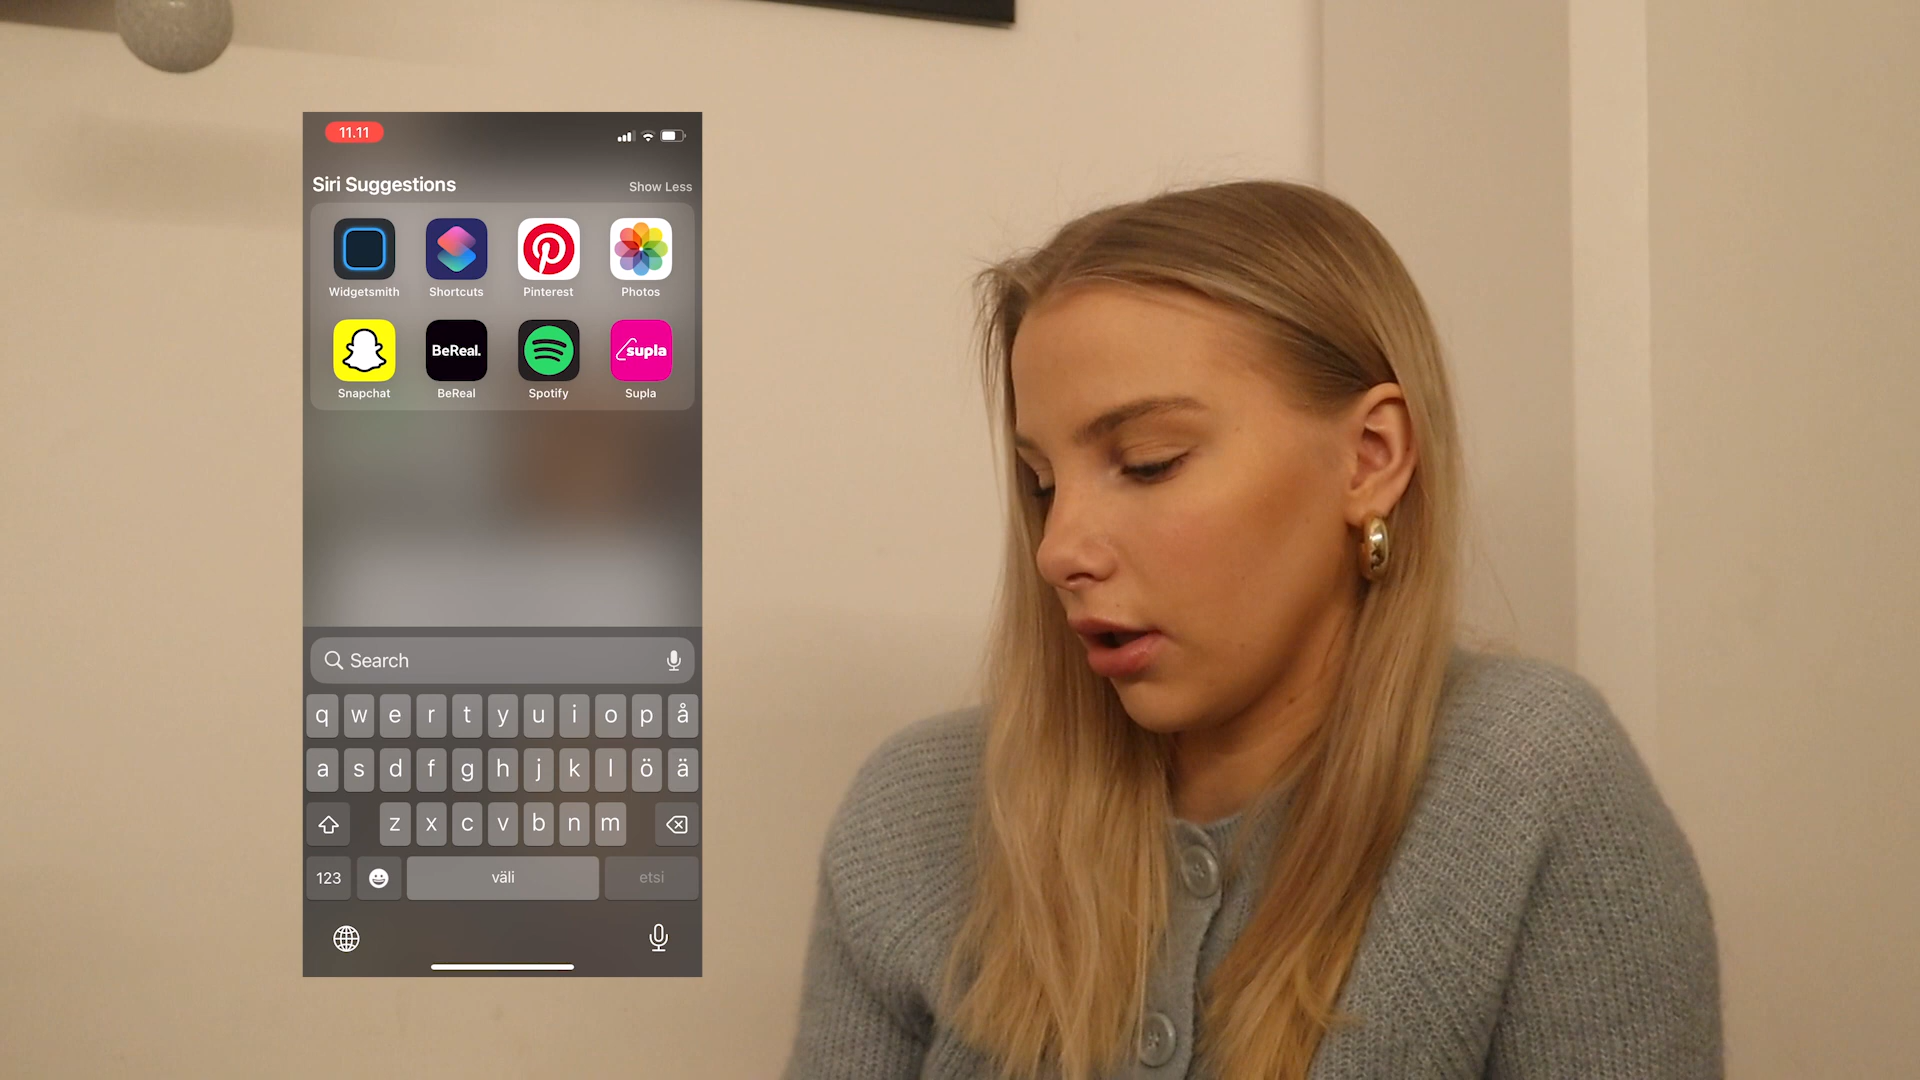 11.11
Siri Suggestions
Show Less
Widgetsmith
Shortcuts
Pinterest
Photos
BeReal.
supla
Snapchat
BeReal
Spotify
Supla
Search
q w e r t y u i o p å
a s d f g h j k l ö ä
z x c v b n m
123
väli
etsi